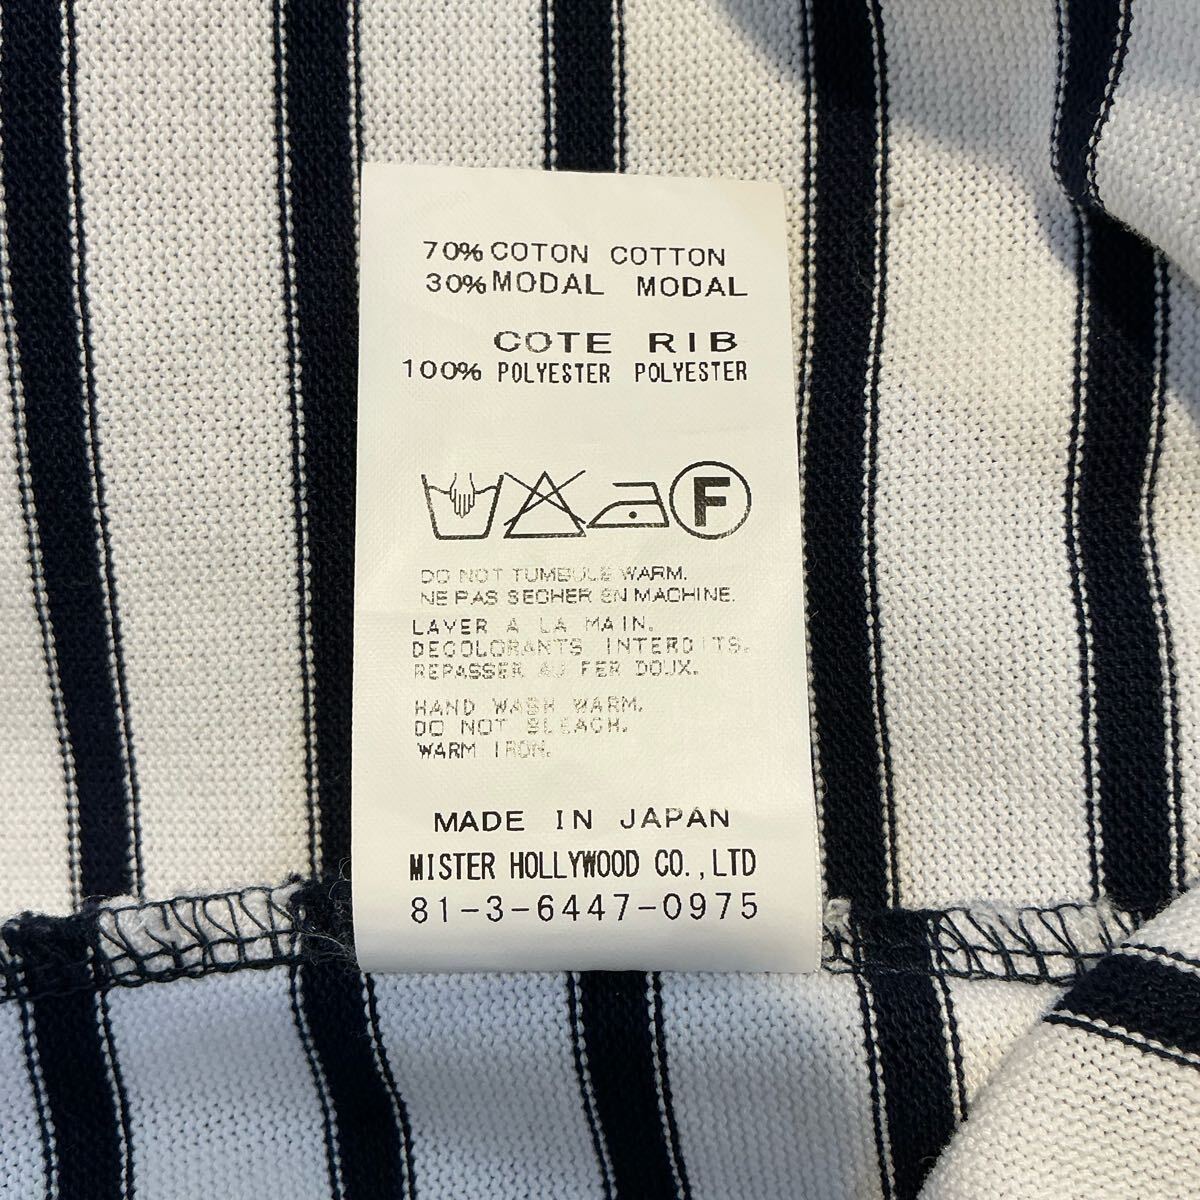 70% COTON COTTON
30% MODAL MODAL
COTE RIB
100% POLYESTER POLYESTER
F
DO NOT TUMBULE WARM.
NE PAS SECHER EN MACHINE.
LAVER A LA MAIN.
DECOLORANTS INTERDITS.
REPASSER AU FER DOUX.
HAND WASH WARM.
DO NOT BLEACH.
WARM IRON.
MADE IN JAPAN
MISTER HOLLYWOOD CO.,LTD
81-3-6447-0975